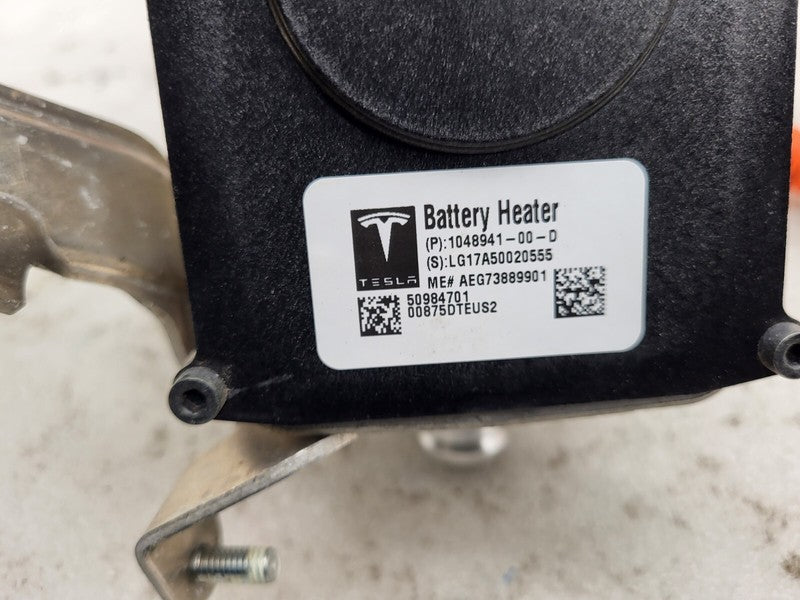 Battery Heater
(P):1048941-00-D
(S):LG17A50020555
TESLA
ME# AEG73889901
50984701
00875DTEUS2